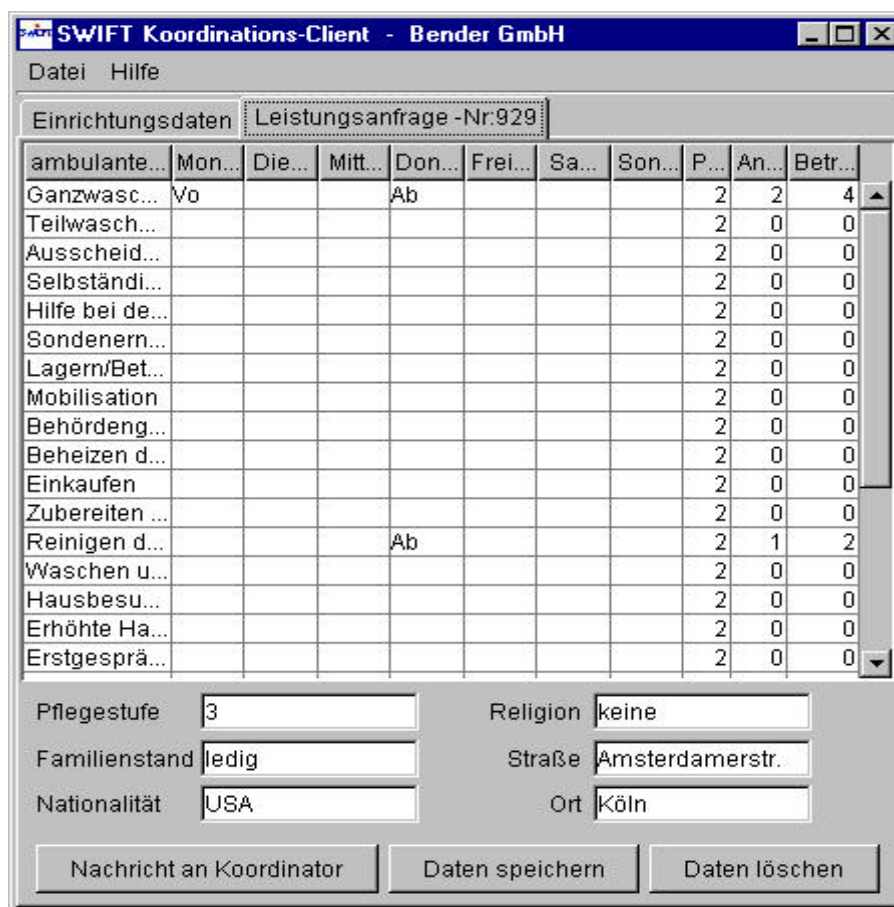 SWIFT SWIFT Koordinations-Client - Bender GmbH
Datei Hilfe
Einrichtungsdaten Leistungsanfrage -Nr:929
ambulante... Mon... Die... Mitt... Don... Frei... Sa... Son... P... An... Betr...
Ganzwasc... Vo Ab 2 2 4
Teilwasch... 2 0 0
Ausscheid... 2 0 0
Selbständi... 2 0 0
Hilfe bei de... 2 0 0
Sondenern... 2 0 0
Lagern/Bet... 2 0 0
Mobilisation 2 0 0
Behördeng... 2 0 0
Beheizen d... 2 0 0
Einkaufen 2 0 0
Zubereiten ... 2 0 0
Reinigen d... Ab 2 1 2
Waschen u... 2 0 0
Hausbesu... 2 0 0
Erhöhte Ha... 2 0 0
Erstgesprä... 2 0 0
Pflegestufe 3 Religion keine
Familienstand ledig Straße Amsterdamerstr.
Nationalität USA Ort Köln
Nachricht an Koordinator Daten speichern Daten löschen